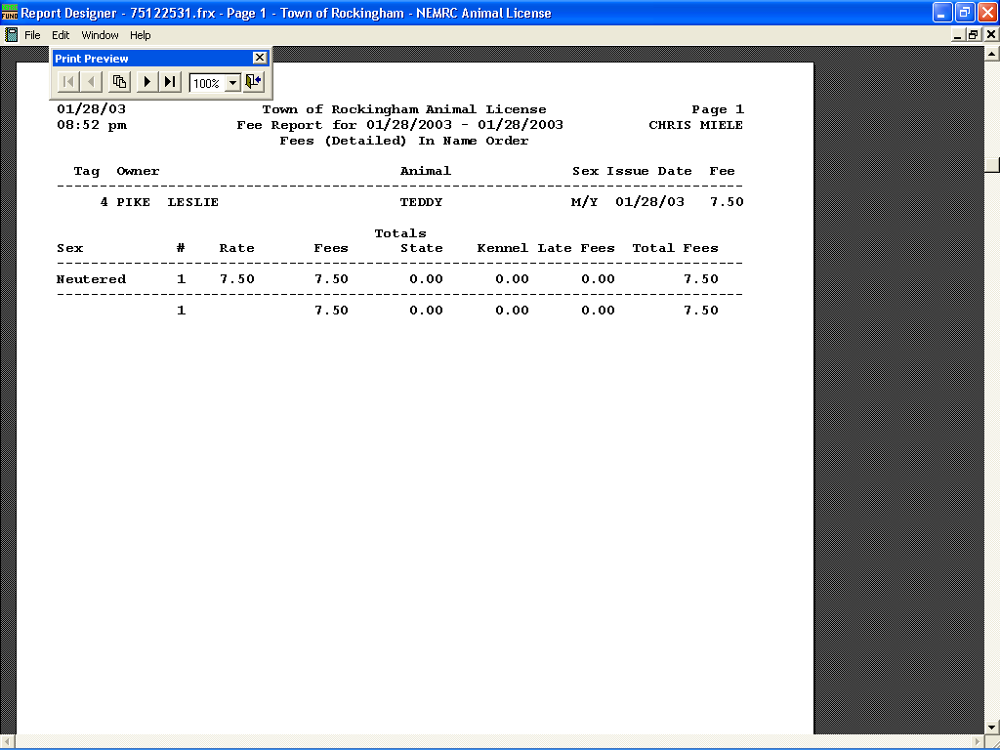 Report Designer - 75122531.frx - Page 1 - Town of Rockingham - NEMRC Animal License
File Edit Window Help
Print Preview
100%
01/28/03 Town of Rockingham Animal License Page 1
08:52 pm Fee Report for 01/28/2003 - 01/28/2003 CHRIS MIELE
Fees (Detailed) In Name Order
Tag Owner Animal Sex Issue Date Fee
4 PIKE LESLIE TEDDY M/Y 01/28/03 7.50
Totals
Sex # Rate Fees State Kennel Late Fees Total Fees
Neutered 1 7.50 7.50 0.00 0.00 0.00 7.50
1 7.50 0.00 0.00 0.00 7.50